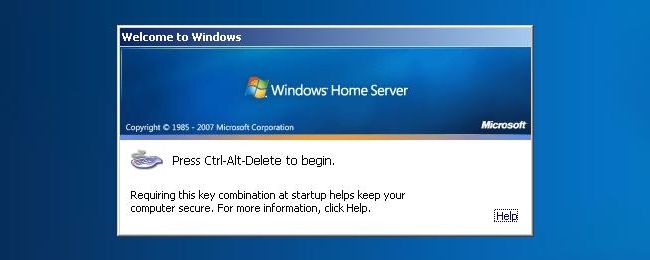 Welcome to Windows
Windows Home Server
Copyright © 1985 - 2007 Microsoft Corporation
Microsoft
Press Ctrl-Alt-Delete to begin.
Requiring this key combination at startup helps keep your
computer secure. For more information, click Help.
Help